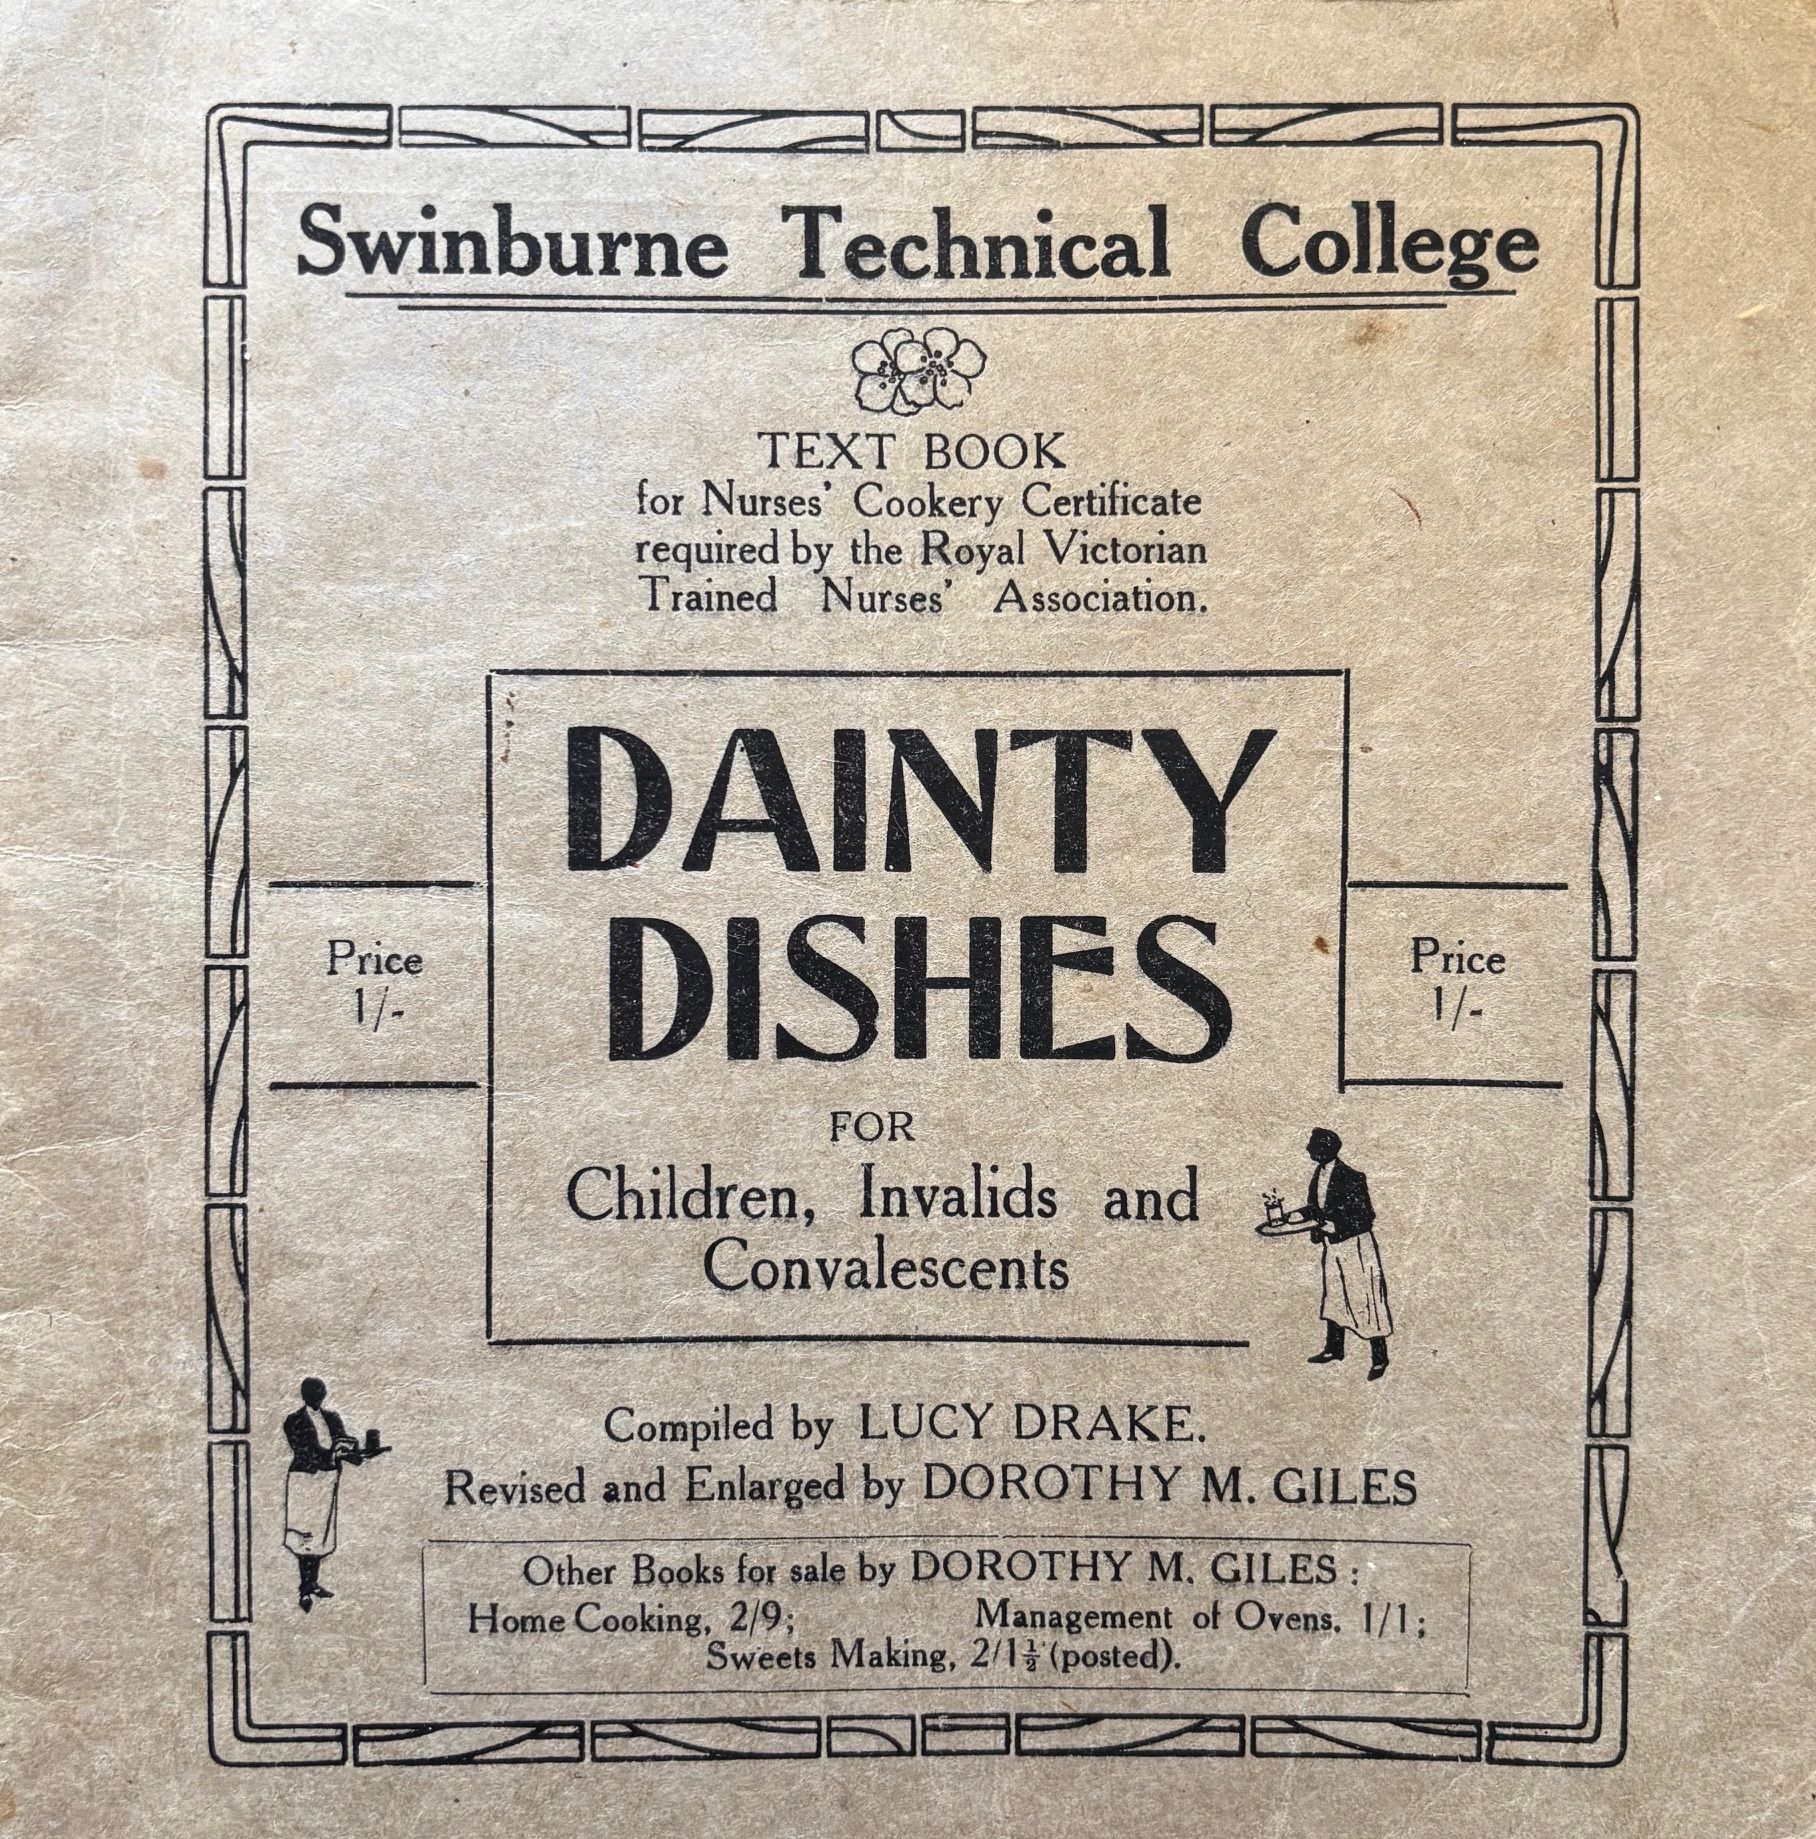 Swinburne Technical College
TEXT BOOK
for Nurses' Cookery Certificate
required by the Royal Victorian
Trained Nurses' Association.
DAINTY
DISHES
Price
1/-
Price
1/-
FOR
Children, Invalids and
Convalescents
Compiled by LUCY DRAKE.
Revised and Enlarged by DOROTHY M. GILES
Other Books for sale by DOROTHY M. GILES :
Home Cooking, 2/9; Management of Ovens, 1/1;
Sweets Making, 2/1½ (posted).